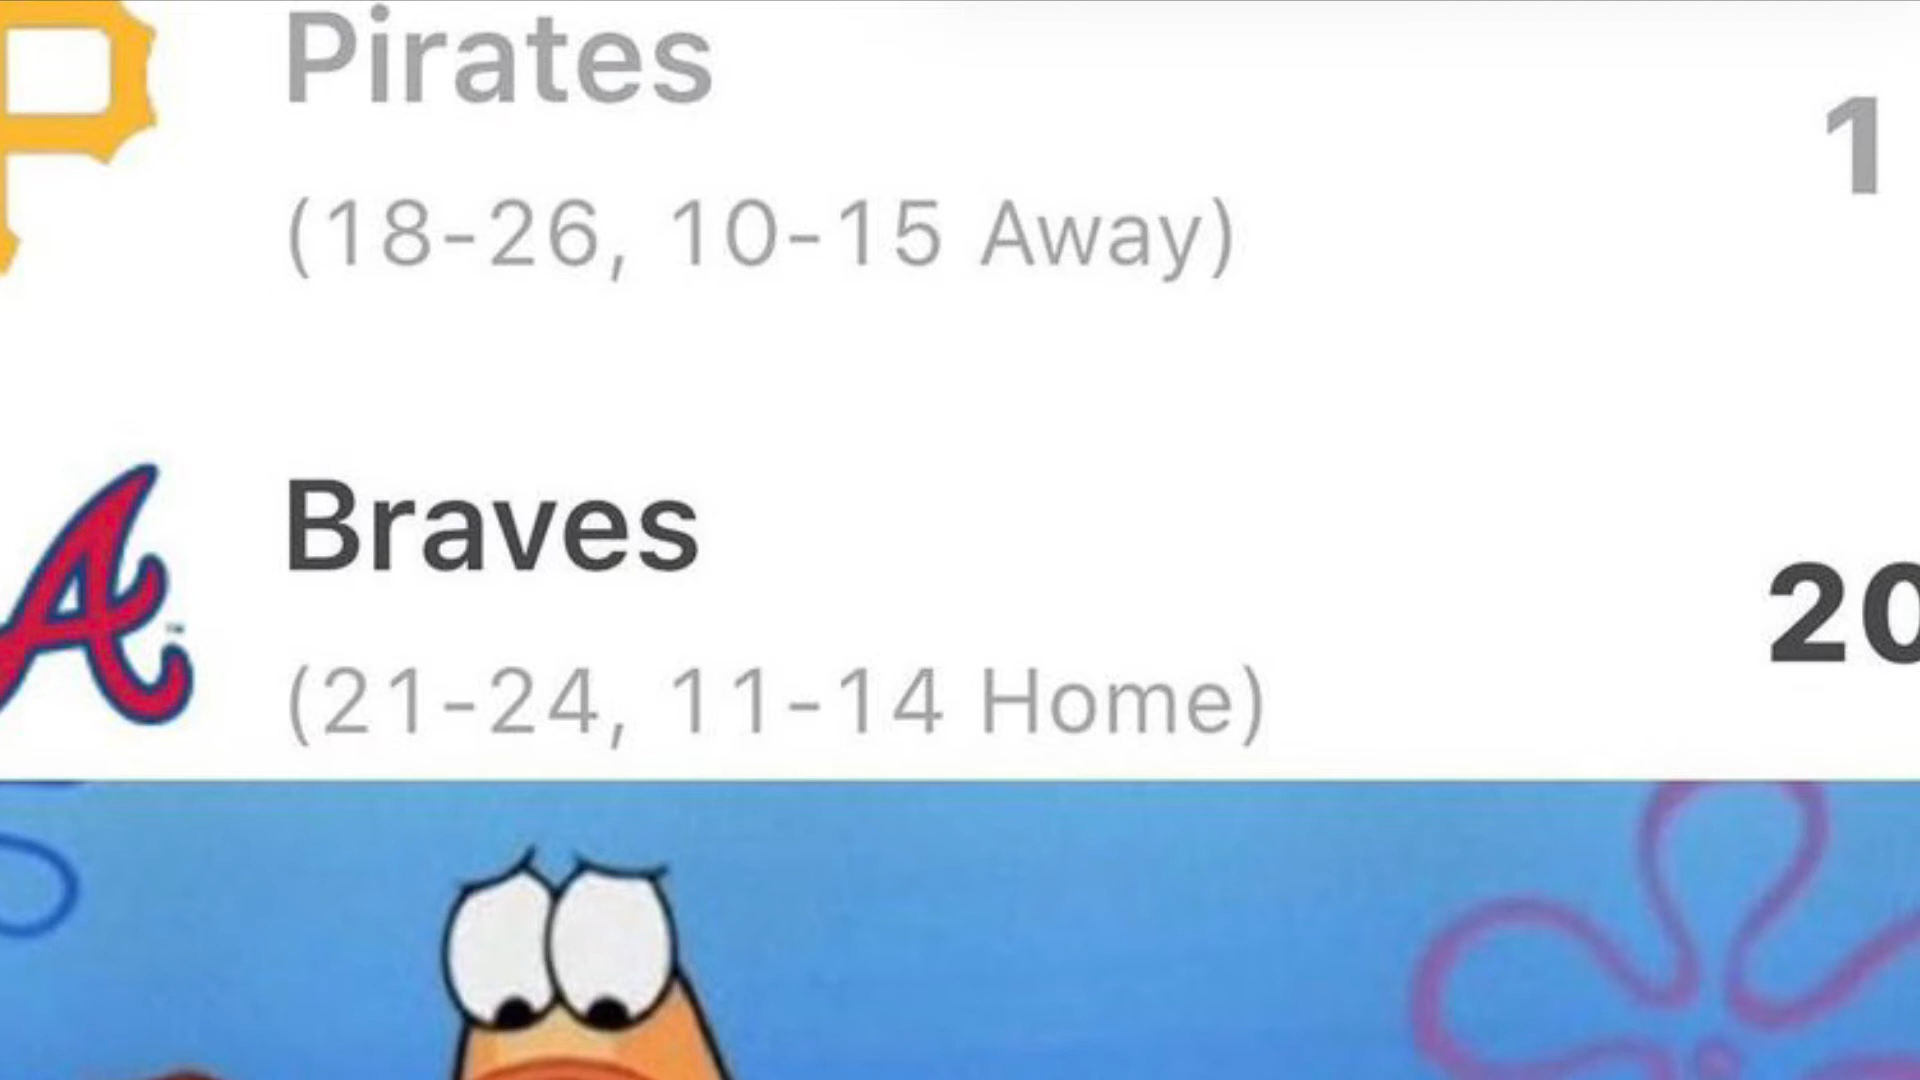 Pirates
1
(18-26, 10-15 Away)
Braves
20
(21-24, 11-14 Home)